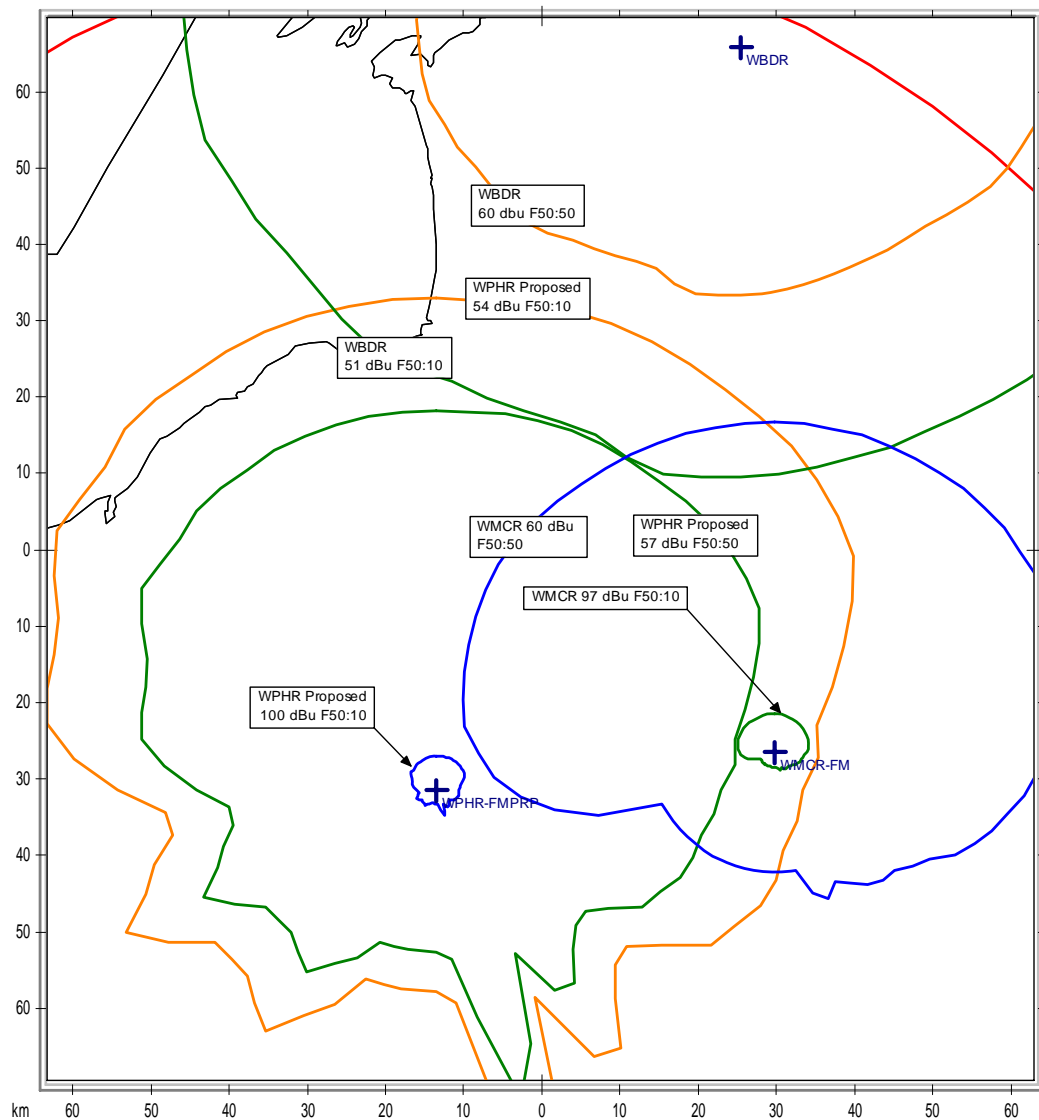 WBDR
60
50
WBDR
60 dbu F50:50
40
WPHR Proposed
54 dBu F50:10
30
WBDR
51 dBu F50:10
20
10
WMCR 60 dBu
F50:50
WPHR Proposed
57 dBu F50:50
0
WMCR 97 dBu F50:10
10
20
WPHR Proposed
100 dBu F50:10
WMCR-FM
30
WPHR-FMPRP
40
50
60
km
60
50
40
30
20
10
0
10
20
30
40
50
60